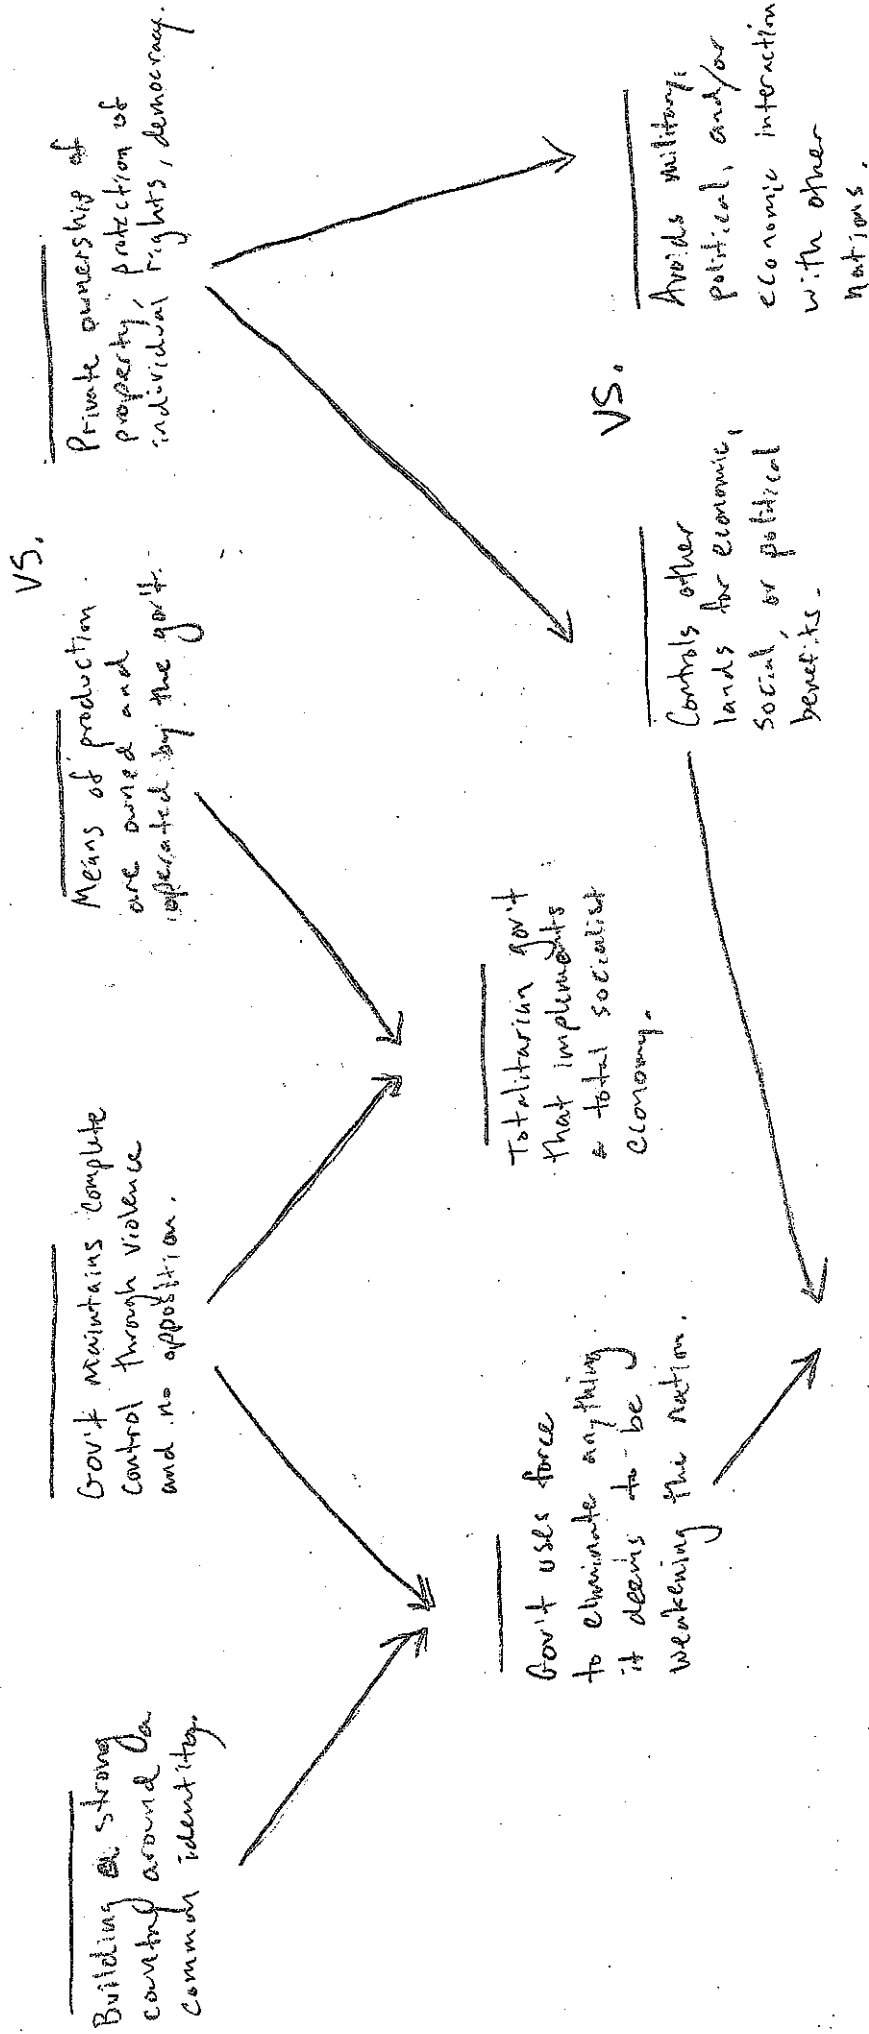 Building a strong
country around a
common identity.
Gov't maintains complete
control through violence
and no opposition.
Means of production
are owned and
operated by the gov't.
VS.
Private ownership of
property, protection of
individual rights, democracy.
Gov't uses force
to eliminate anything
it deems to be
weakening the nation.
Totalitarian gov't
that implements
a total socialist
economy.
Controls other
lands for economic,
social, or political
benefits.
VS.
Avoids military,
political, and/or
economic interaction
with other
nations.